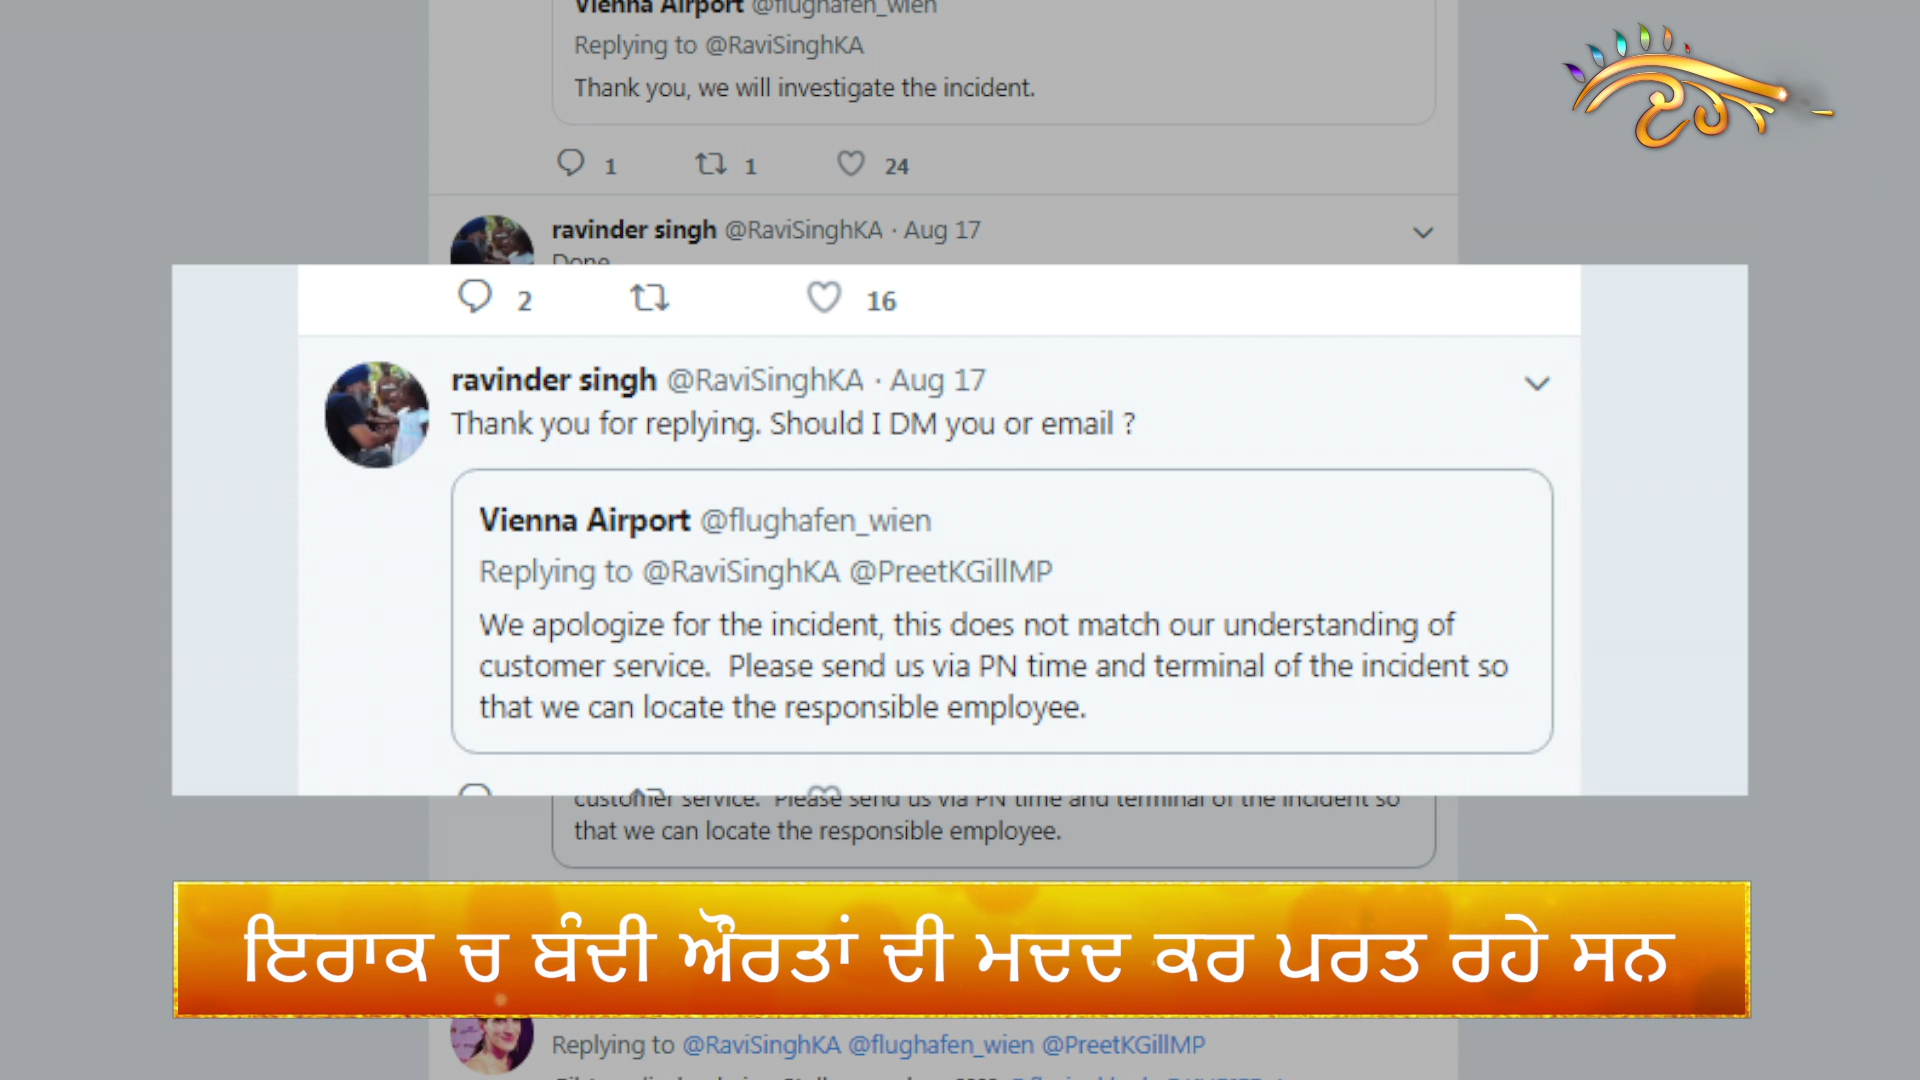 Vienna Airport @flughafen_wien
Replying to @RaviSinghKA
Thank you, we will investigate the incident.
1 1 24
ravinder singh @RaviSinghKA · Aug 17
Done
2 16
ravinder singh @RaviSinghKA · Aug 17
Thank you for replying. Should I DM you or email ?
Vienna Airport @flughafen_wien
Replying to @RaviSinghKA @PreetKGillMP
We apologize for the incident, this does not match our understanding of
customer service.  Please send us via PN time and terminal of the incident so
that we can locate the responsible employee.
customer service.  Please send us via PN time and terminal of the incident so
that we can locate the responsible employee.
ਇਰਾਕ ਚ ਬੰਦੀ ਔਰਤਾਂ ਦੀ ਮਦਦ ਕਰ ਪਰਤ ਰਹੇ ਸਨ
Replying to @RaviSinghKA @flughafen_wien @PreetKGillMP